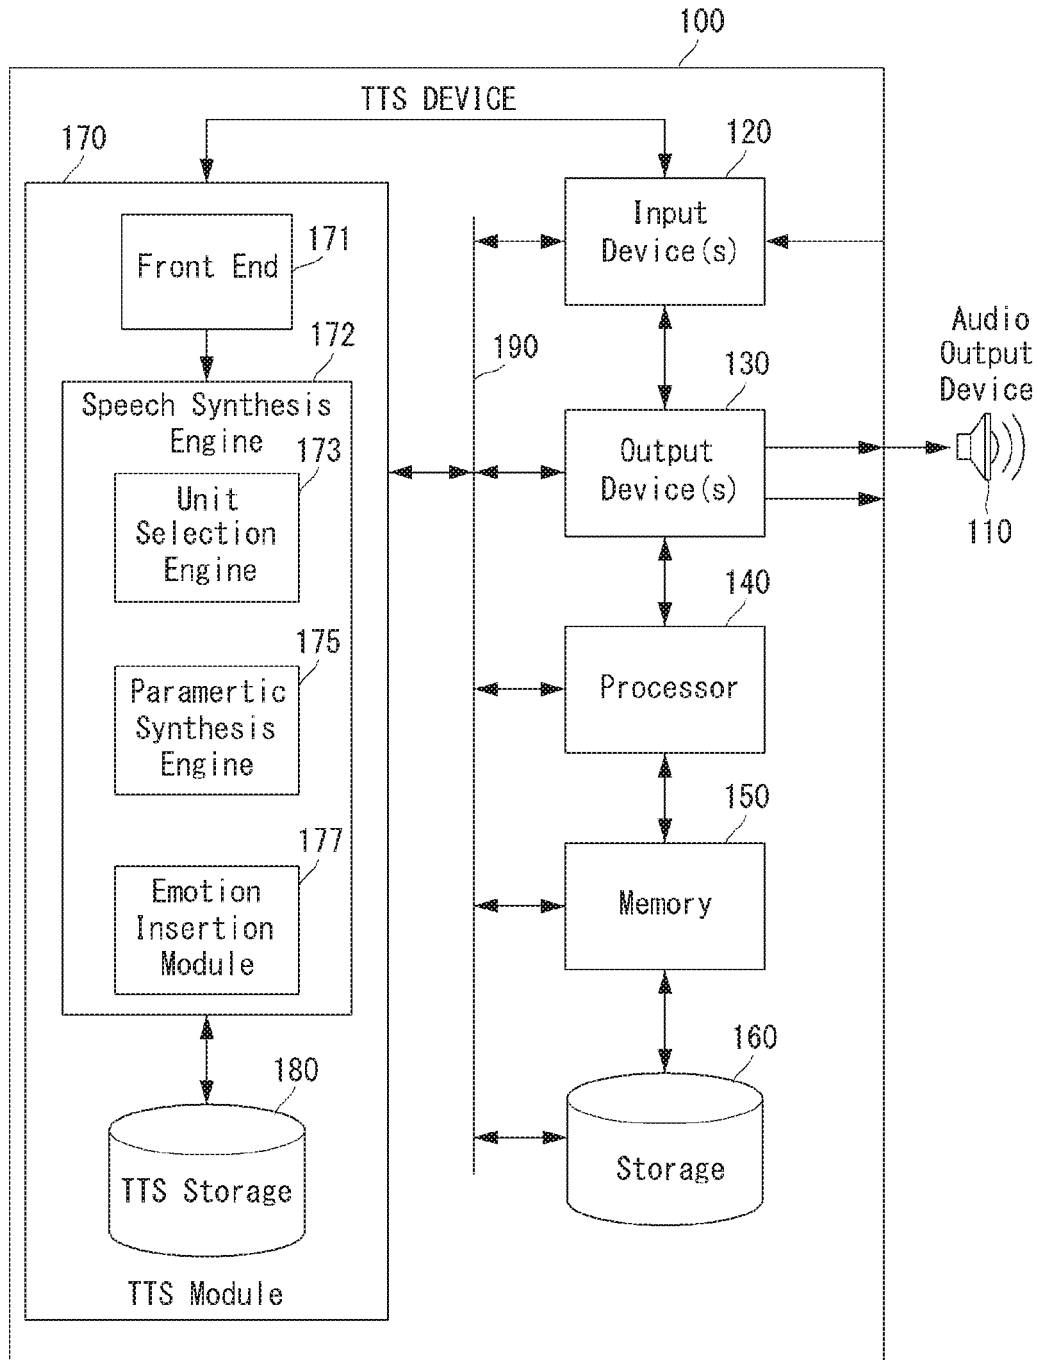 100
TTS DEVICE
170
120
Input
Device(s)
171
Front End
172
190
Audio
Output
Device
130
Speech Synthesis
Engine
173
Output
Device(s)
Unit
Selection
Engine
110
140
175
Processor
Paramertic
Synthesis
Engine
150
177
Memory
Emotion
Insertion
Module
160
180
Storage
TTS Storage
TTS Module